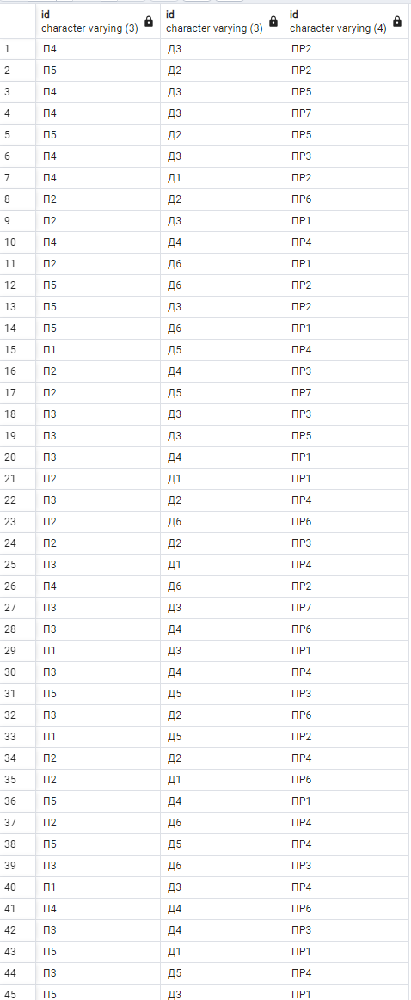 id id id
character varying (3) character varying (3) character varying (4)
1 П4 Д3 ПР2
2 П5 Д2 ПР2
3 П4 Д3 ПР5
4 П4 Д3 ПР7
5 П5 Д2 ПР5
6 П4 Д3 ПР3
7 П4 Д1 ПР2
8 П2 Д2 ПР6
9 П2 Д3 ПР1
10 П4 Д4 ПР4
11 П2 Д6 ПР1
12 П5 Д6 ПР2
13 П5 Д3 ПР2
14 П5 Д6 ПР1
15 П1 Д5 ПР4
16 П2 Д4 ПР3
17 П2 Д5 ПР7
18 П3 Д3 ПР3
19 П3 Д3 ПР5
20 П3 Д4 ПР1
21 П2 Д1 ПР1
22 П3 Д2 ПР4
23 П2 Д6 ПР6
24 П2 Д2 ПР3
25 П3 Д1 ПР4
26 П4 Д6 ПР2
27 П3 Д3 ПР7
28 П3 Д4 ПР6
29 П1 Д3 ПР1
30 П3 Д4 ПР4
31 П5 Д5 ПР3
32 П3 Д2 ПР6
33 П1 Д5 ПР2
34 П2 Д2 ПР4
35 П2 Д1 ПР6
36 П5 Д4 ПР1
37 П2 Д6 ПР4
38 П5 Д5 ПР4
39 П3 Д6 ПР3
40 П1 Д3 ПР4
41 П4 Д4 ПР6
42 П3 Д4 ПР3
43 П5 Д1 ПР1
44 П3 Д5 ПР4
45 П5 Д3 ПР1